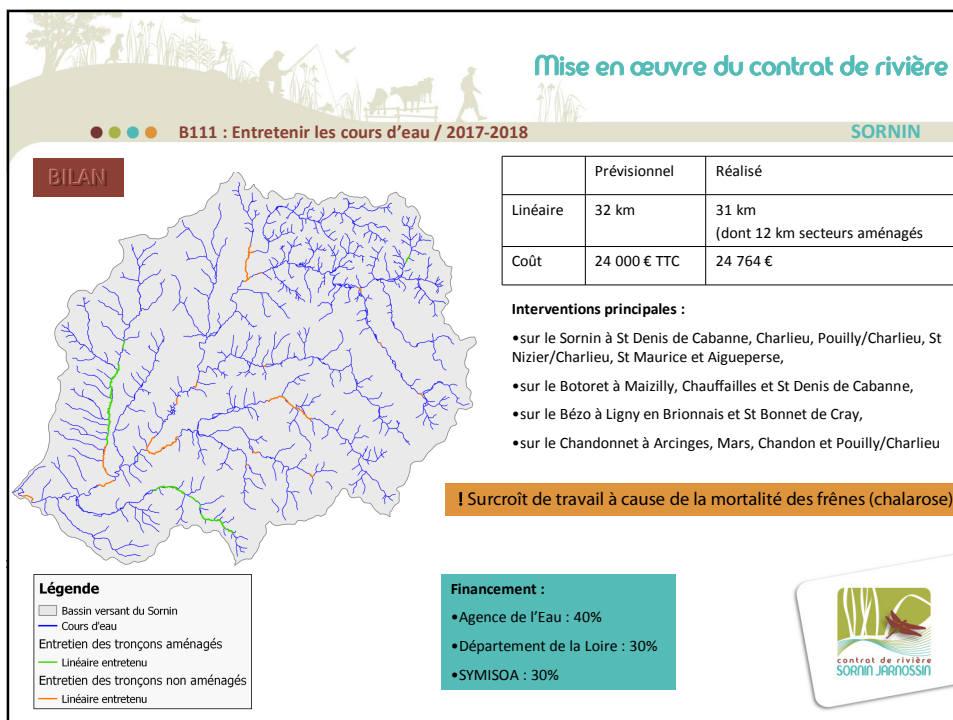 Mise en œuvre du contrat de rivière
B111 : Entretenir les cours d'eau / 2017-2018
SORNIN
BILAN
Prévisionnel
Réalisé
Linéaire
32 km
31 km
(dont 12 km secteurs aménagés
Coût
24 000 € TTC
24 764 €
Interventions principales :
•sur le Sornin à St Denis de Cabanne, Charlieu, Pouilly/Charlieu, St
Nizier/Charlieu, St Maurice et Aigueperse,
•sur le Botoret à Maizilly, Chauffailles et St Denis de Cabanne,
•sur le Bézo à Ligny en Brionnais et St Bonnet de Cray,
•sur le Chandonnet à Arcinges, Mars, Chandon et Pouilly/Charlieu
! Surcroît de travail à cause de la mortalité des frênes (chalarose)
Légende
Bassin versant du Sornin
Cours d'eau
Entretien des tronçons aménagés
Linéaire entretenu
Entretien des tronçons non aménagés
Linéaire entretenu
Financement :
•Agence de l'Eau : 40%
•Département de la Loire : 30%
•SYMISOA : 30%
contrat de rivière
SORNIN JARNOSSIN